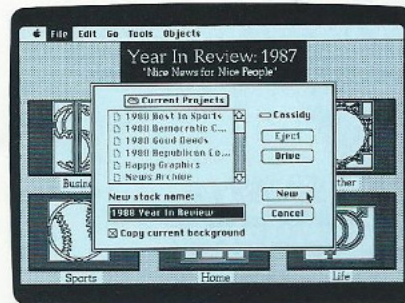 File Edit Go Tools Objects
Year In Review: 1987
"Nice News for Nice People"
Current Projects
1988 Best In Sports
1988 Democratic C...
1988 Good Deeds
1988 Republican Co...
Happy Graphics
News Archive
Cassidy
Eject
Drive
New stack name:
1988 Year In Review
Copy current background
New
Cancel
Busine
ther
Sports
Home
Life